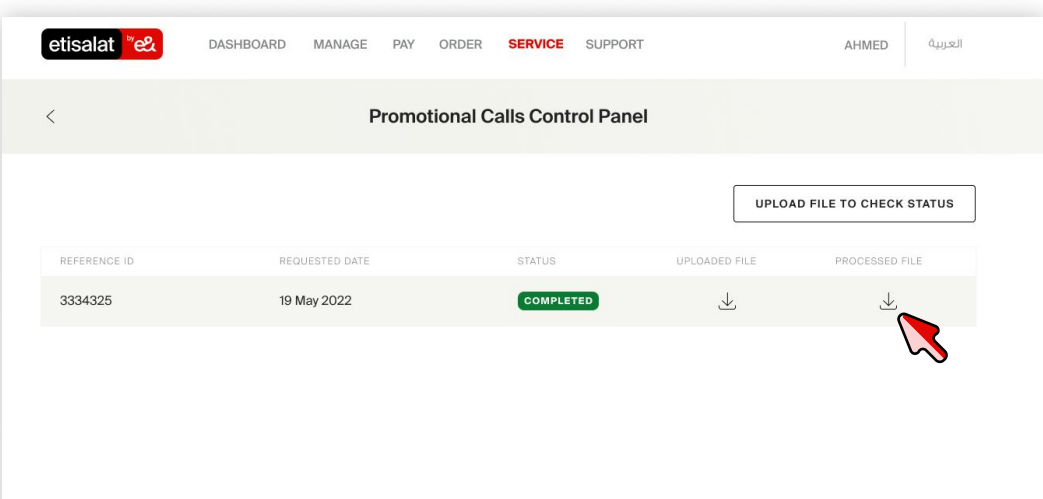 etisalat by e& DASHBOARD MANAGE PAY ORDER SERVICE SUPPORT AHMED العربية
Promotional Calls Control Panel
UPLOAD FILE TO CHECK STATUS
REFERENCE ID REQUESTED DATE STATUS UPLOADED FILE PROCESSED FILE
3334325 19 May 2022 COMPLETED